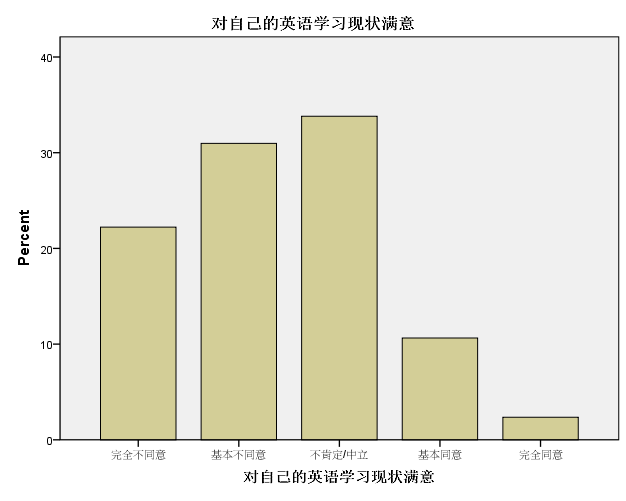 对自己的英语学习现状满意
40
30
20
10
0
Percent
完全不同意
基本不同意
不肯定/中立
基本同意
完全同意
对自己的英语学习现状满意